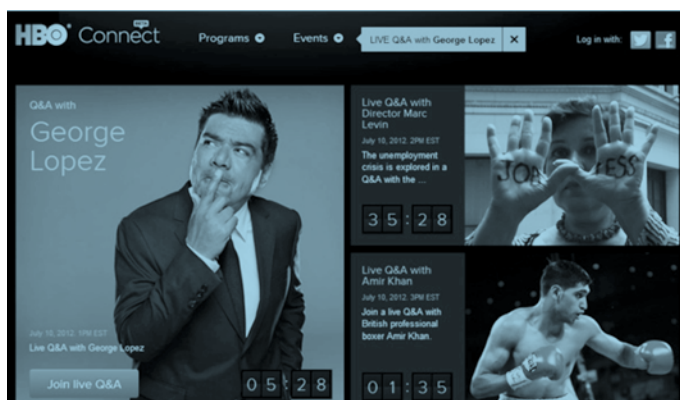 HBO Connect BETA
Programs
Events
LIVE Q&A with George Lopez
Log in with:
Q&A with
George
Lopez
July 10, 2012. 1PM EST
Live Q&A with George Lopez
Join live Q&A
05:28
Live Q&A with
Director Marc
Levin
July 10, 2012. 2PM EST
The unemployment
crisis is explored in a
Q&A with the ...
35:28
JOB
LESS
Live Q&A with
Amir Khan
July 10, 2012. 3PM EST
Join a live Q&A with
British professional
boxer Amir Khan.
01:35